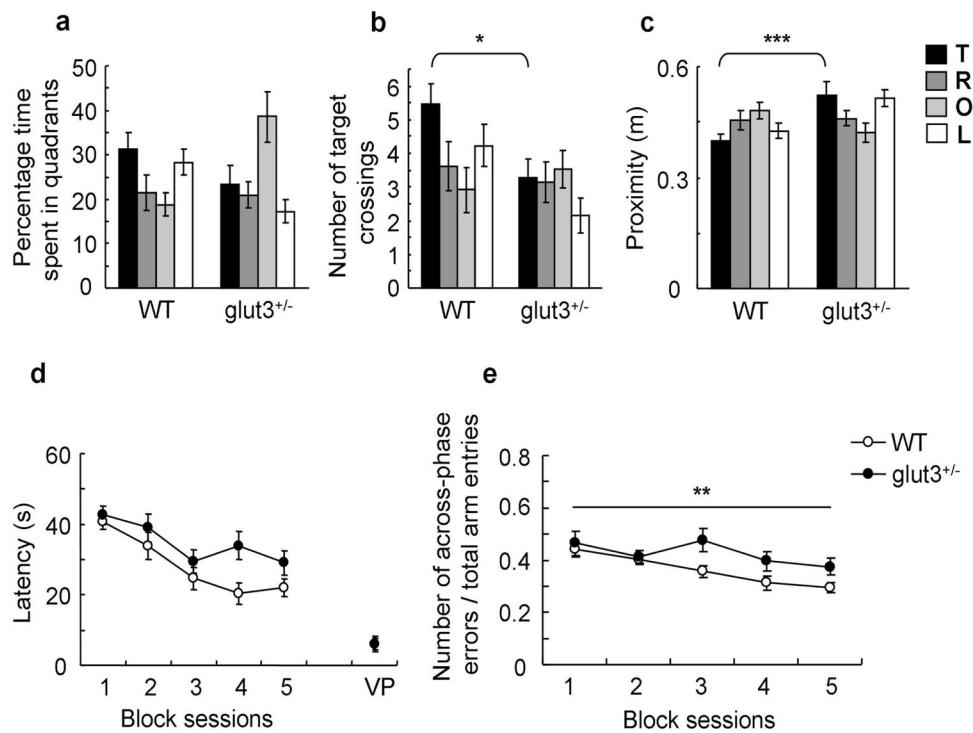 a
Percentage time
spent in quadrants
50
40
30
20
10
0
WT glut3+/-
b
*
Number of target
crossings
6
5
4
3
2
1
0
WT glut3+/-
c
***
Proximity (m)
0.6
0.3
0
WT glut3+/-
T
R
O
L
d
Latency (s)
60
40
20
0
1 2 3 4 5 VP
Block sessions
e
Number of across-phase
errors / total arm entries
0.8
0.6
0.4
0.2
0
**
1 2 3 4 5
Block sessions
WT
glut3+/-